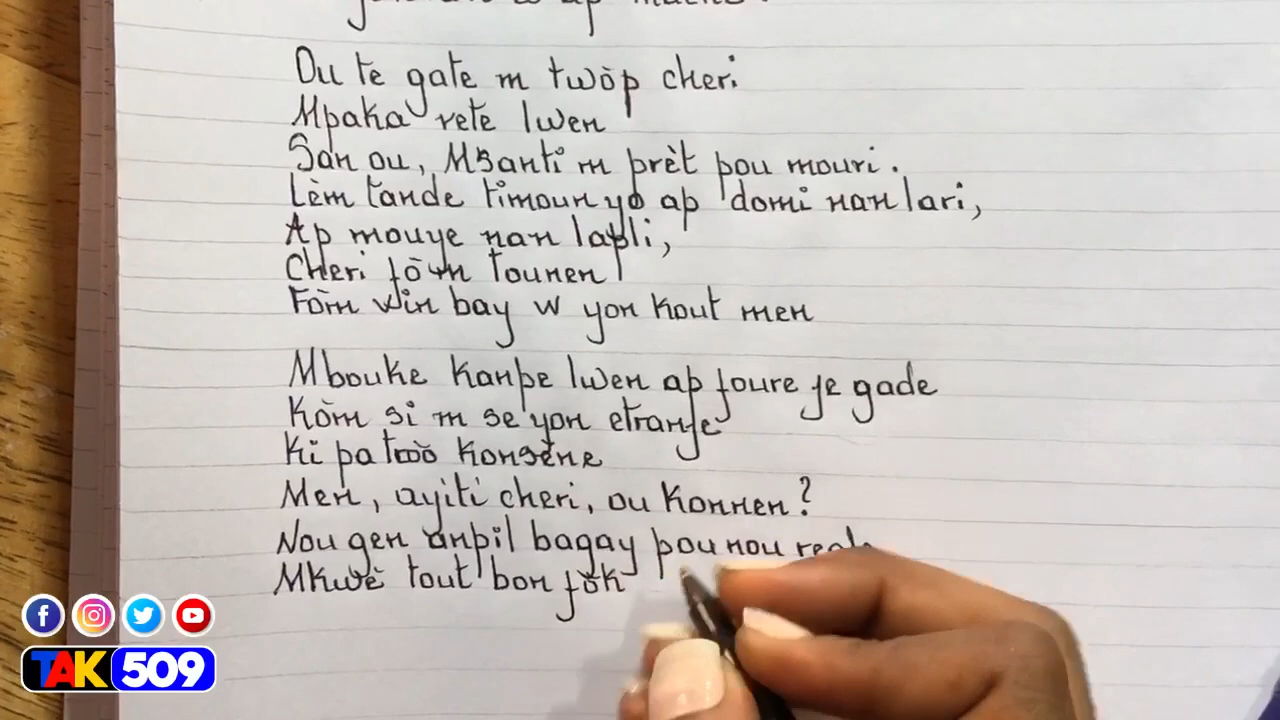 Ou te gate m twòp cheri
Mpaka rete lwen
San ou, Msanti m prèt pou mouri.
Lèm tande timoun yo ap domi nan lari,
Ap mouye nan lapli,
Cheri fòm tounen
Fòm vin bay w yon kout men
Mbouke kanpe lwen ap foure je gade
Kòm si m se yon etranje
Ki pa twò konsène
Men, ayiti cheri, ou konnen?
Nou gen anpil bagay pou nou
Mkwè tout bon fòk
TAK 509